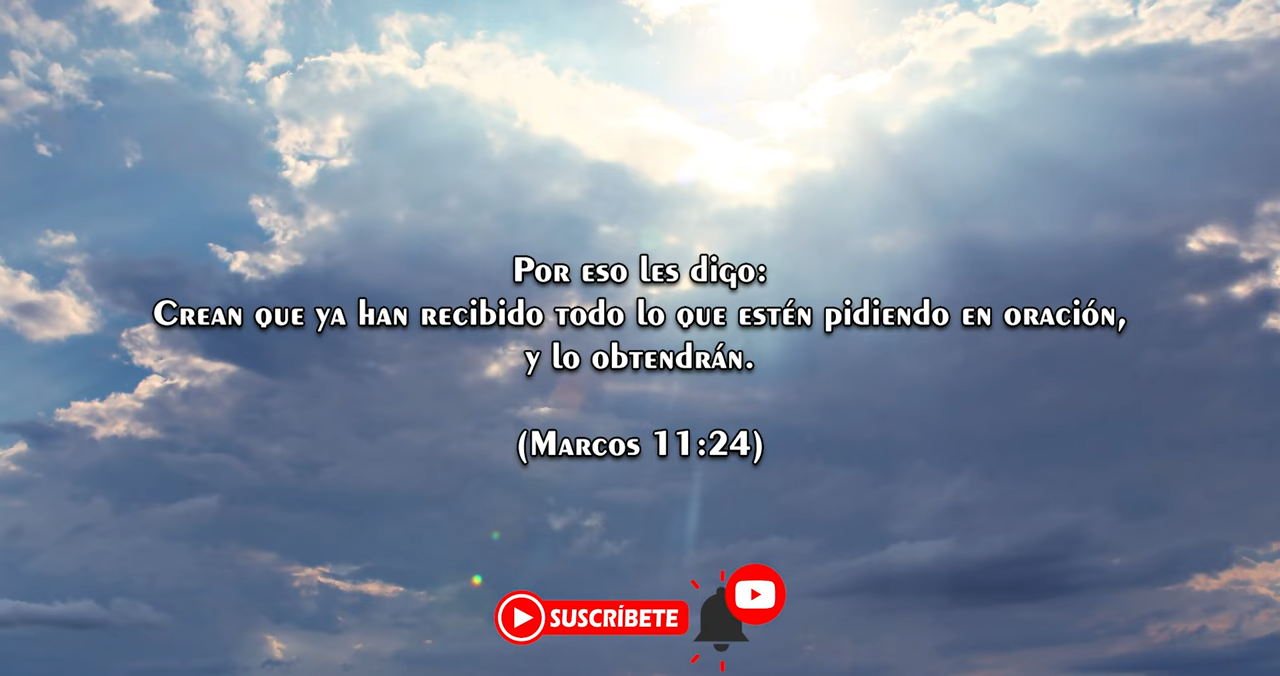 Por eso les digo:
Crean que ya han recibido todo lo que estén pidiendo en oración,
y lo obtendrán.
(Marcos 11:24)
SUSCRÍBETE